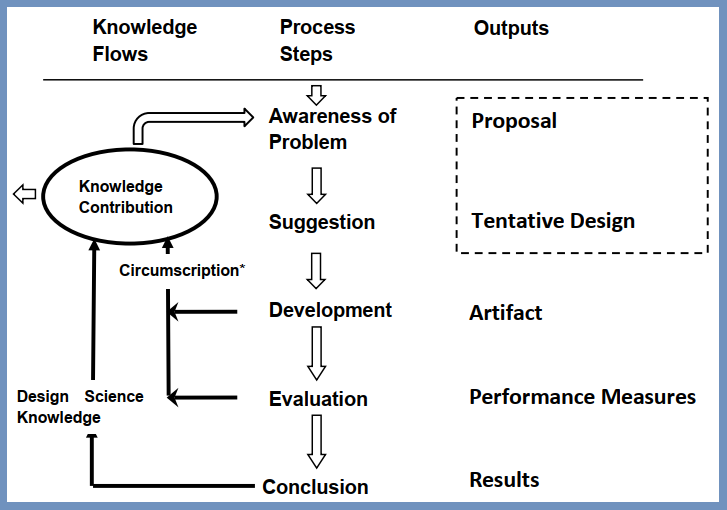 Knowledge
Flows
Process
Steps
Outputs
Awareness of
Problem
Proposal
Knowledge
Contribution
Suggestion
Tentative Design
Circumscription*
Development
Artifact
Design Science
Knowledge
Evaluation
Performance Measures
Conclusion
Results